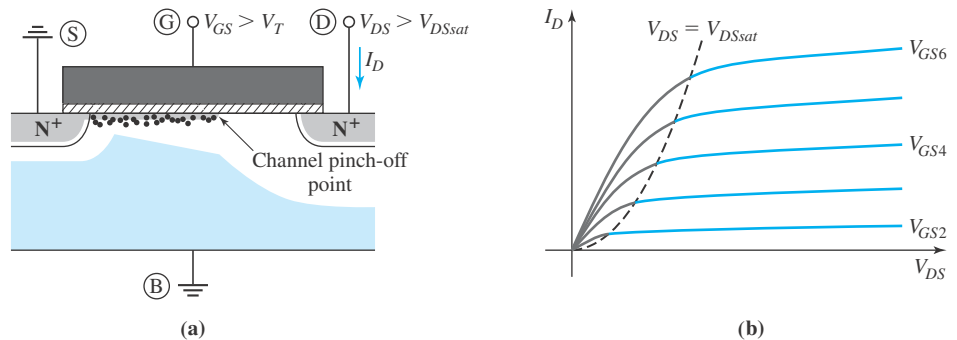 S
G
V_GS > V_T
D
V_DS > V_DSsat
I_D
N+
N+
Channel pinch-off
point
B
(a)
I_D
V_DS = V_DSsat
V_GS6
V_GS4
V_GS2
V_DS
(b)